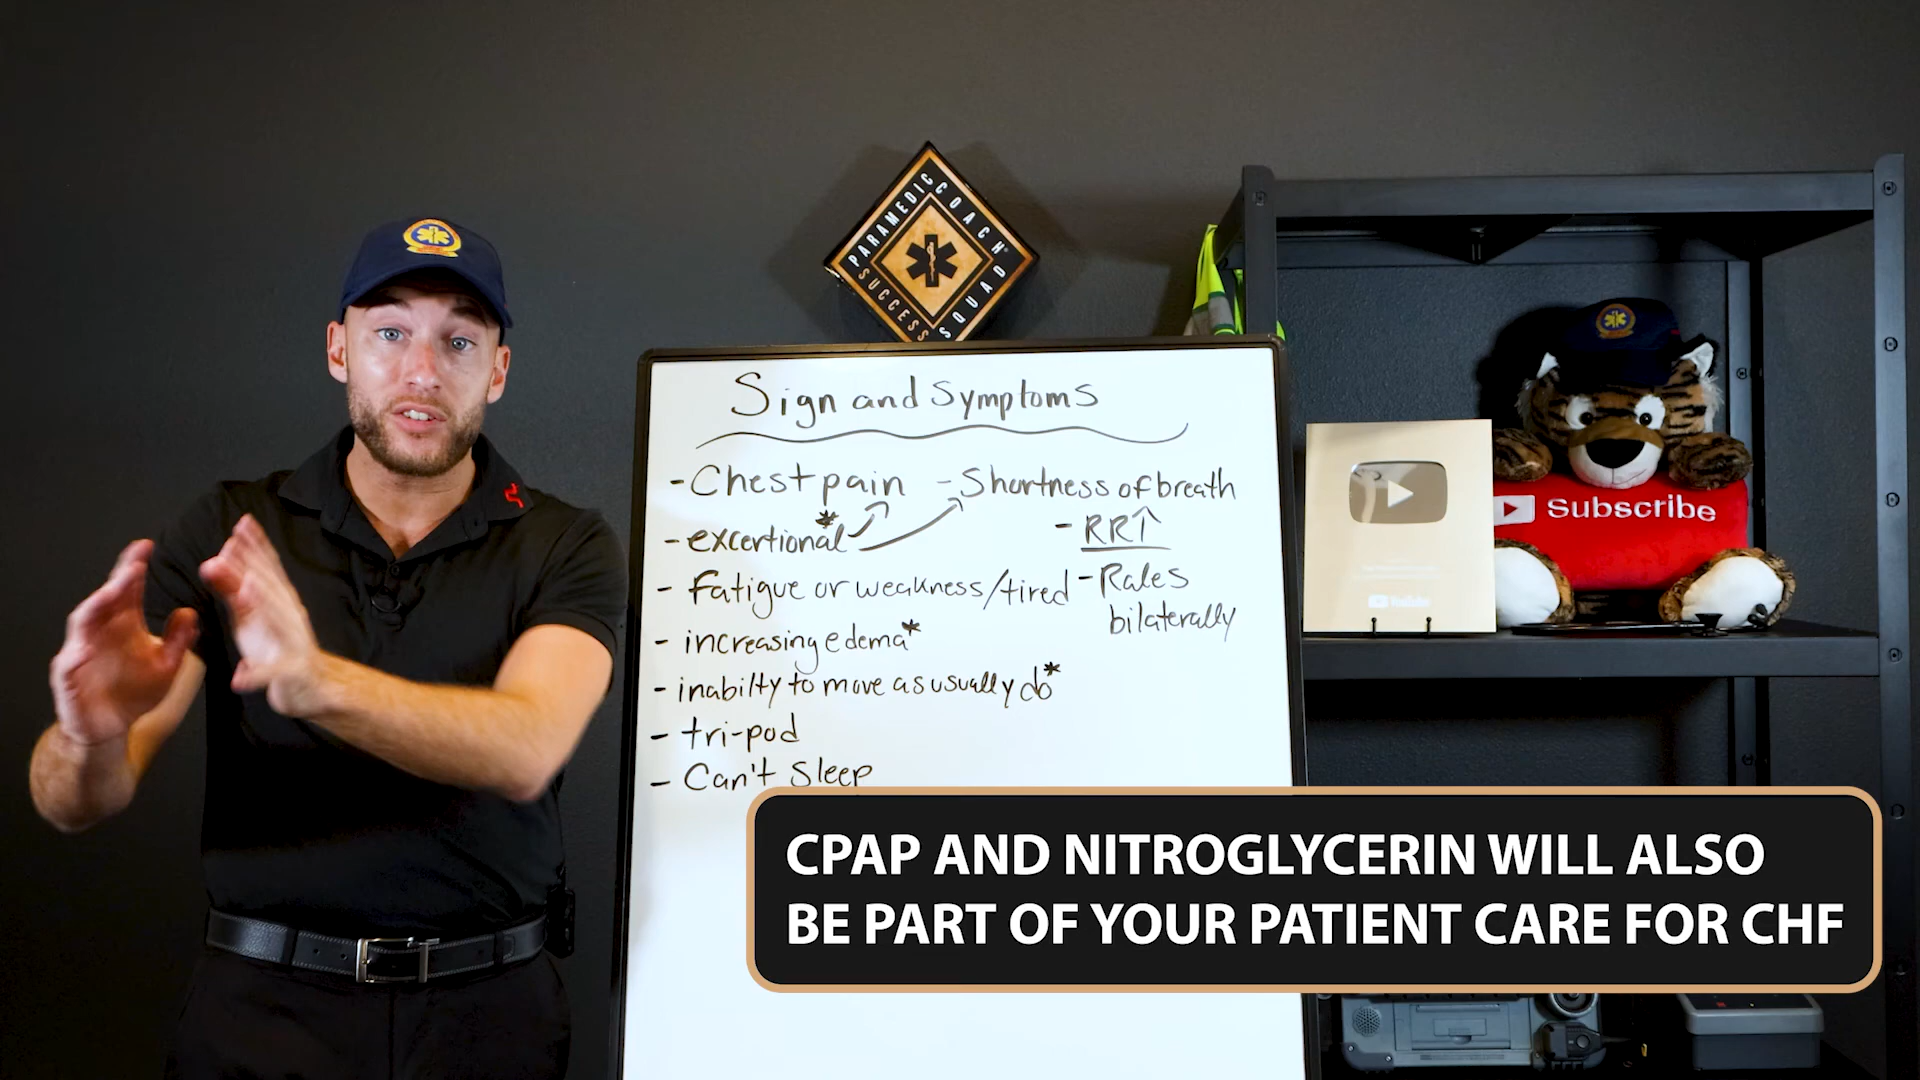 PARAMEDIC COACH
SUCCESS SQUAD
Sign and Symptoms
- Chest pain - Shortness of breath
- excertional* - RR↑
- Fatigue or weakness/tired - Rales
bilaterally
- increasing edema*
- inabilty to move as usually do*
- tri-pod
- Can't Sleep
Subscribe
YouTube
CPAP AND NITROGLYCERIN WILL ALSO
BE PART OF YOUR PATIENT CARE FOR CHF